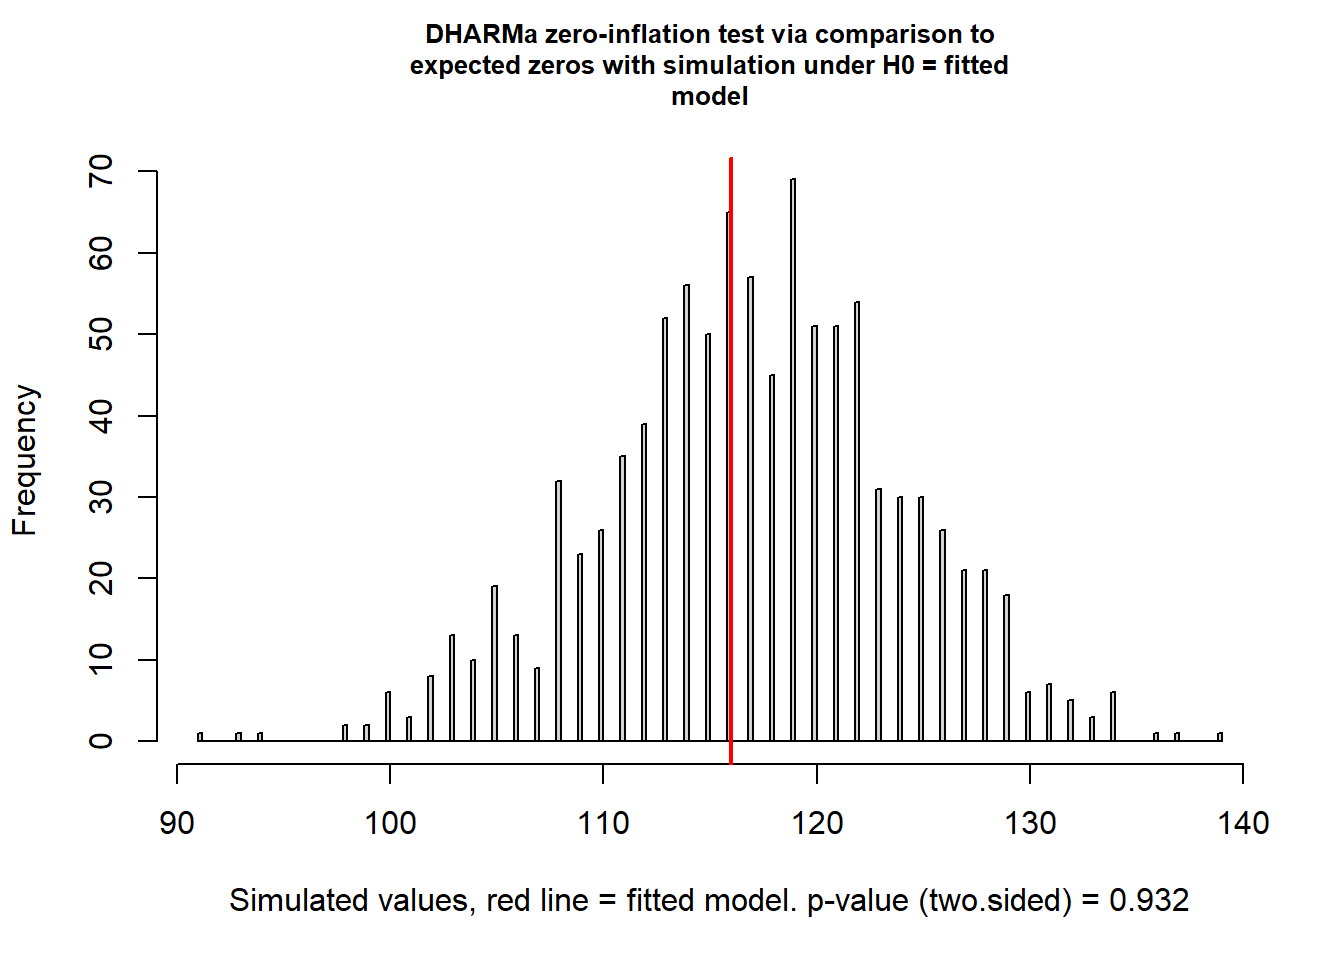 DHARMa zero-inflation test via comparison to
expected zeros with simulation under H0 = fitted
model
Frequency
70
60
50
40
30
20
10
0
90 100 110 120 130 140
Simulated values, red line = fitted model. p-value (two.sided) = 0.932